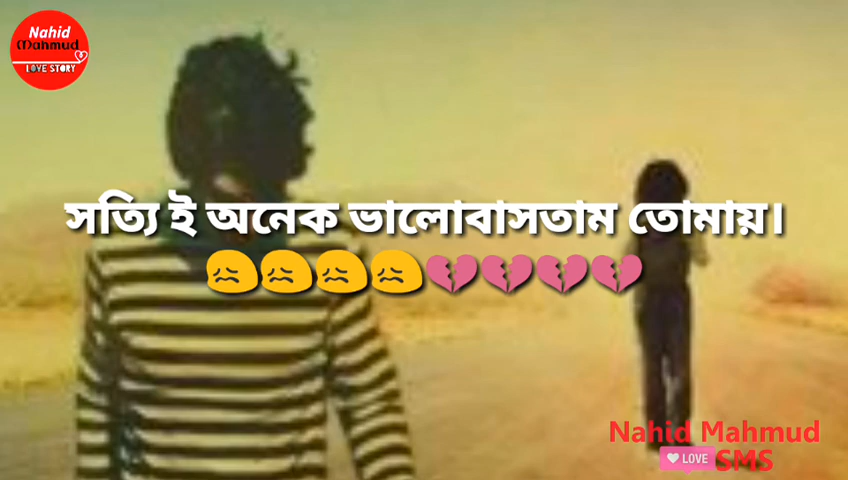 Nahid
Mahmud
LOVE STORY
সত্যি ই অনেক ভালোবাসতাম তোমায়।
😖😖😖😖💔💔💔💔
Nahid Mahmud
LOVE SMS